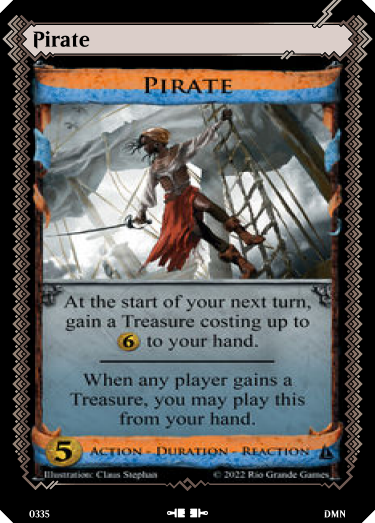 Pirate
PIRATE
At the start of your next turn,
gain a Treasure costing up to
6 to your hand.
When any player gains a
Treasure, you may play this
from your hand.
5 ACTION - DURATION - REACTION
Illustration: Claus Stephan © 2022 Rio Grande Games
0335 DMN